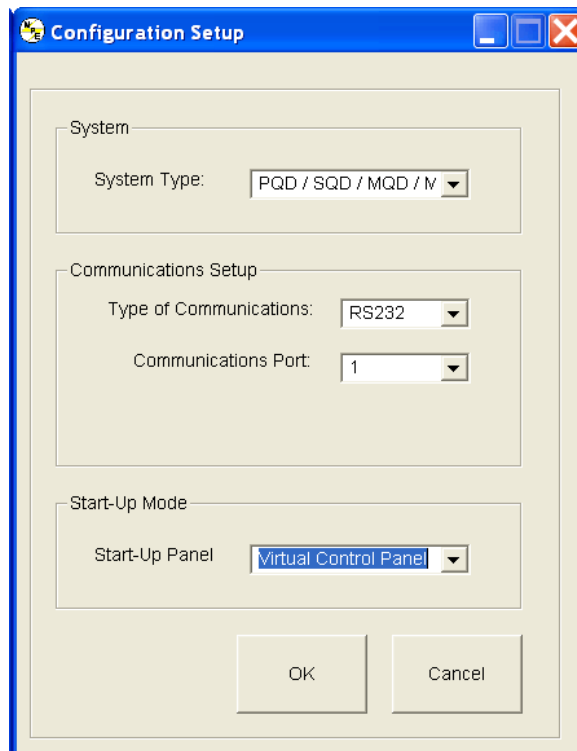 Configuration Setup
System
System Type: PQD / SQD / MQD / M
Communications Setup
Type of Communications: RS232
Communications Port: 1
Start-Up Mode
Start-Up Panel Virtual Control Panel
OK Cancel